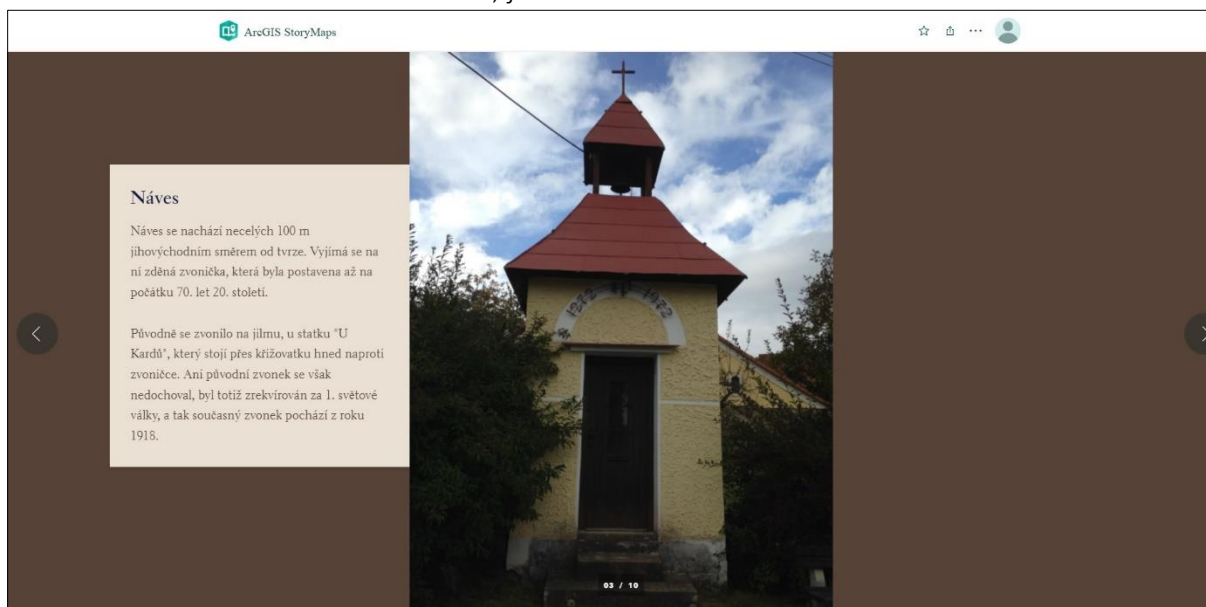 ArcGIS StoryMaps
Náves
Náves se nachází necelých 100 m
jihovýchodním směrem od tvrze. Vyjímá se na
ní zděná zvonička, která byla postavena až na
počátku 70. let 20. století.
Původně se zvonilo na jilmu, u statku "U
Kardů", který stojí přes křižovatku hned naproti
zvoničce. Ani původní zvonek se však
nedochoval, byl totiž zrekvírován za 1. světové
války, a tak současný zvonek pochází z roku
1918.
1272 1972
03 / 10